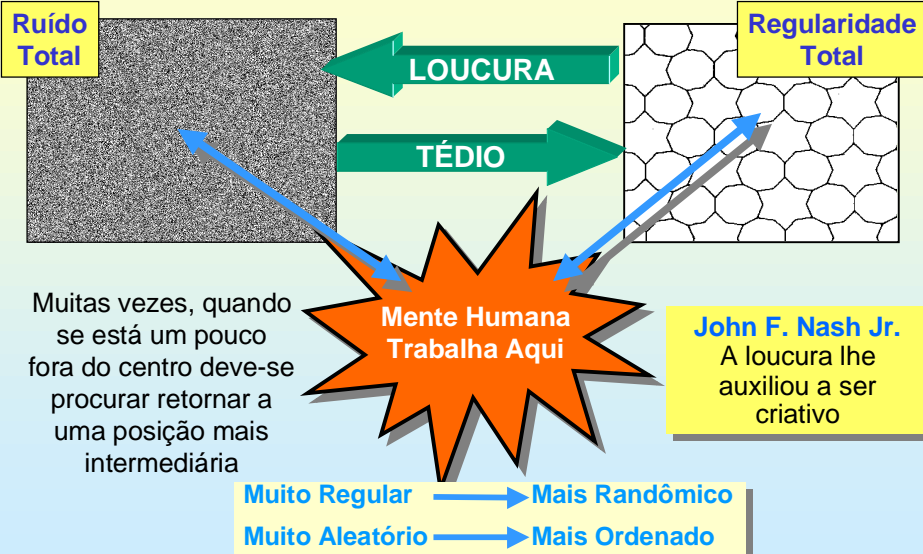 Ruído
Total
LOUCURA
TÉDIO
Regularidade
Total
Mente Humana
Trabalha Aqui
Muitas vezes, quando
se está um pouco
fora do centro deve-se
procurar retornar a
uma posição mais
intermediária
John F. Nash Jr.
A loucura lhe
auxiliou a ser
criativo
Muito Regular
Mais Randômico
Muito Aleatório
Mais Ordenado